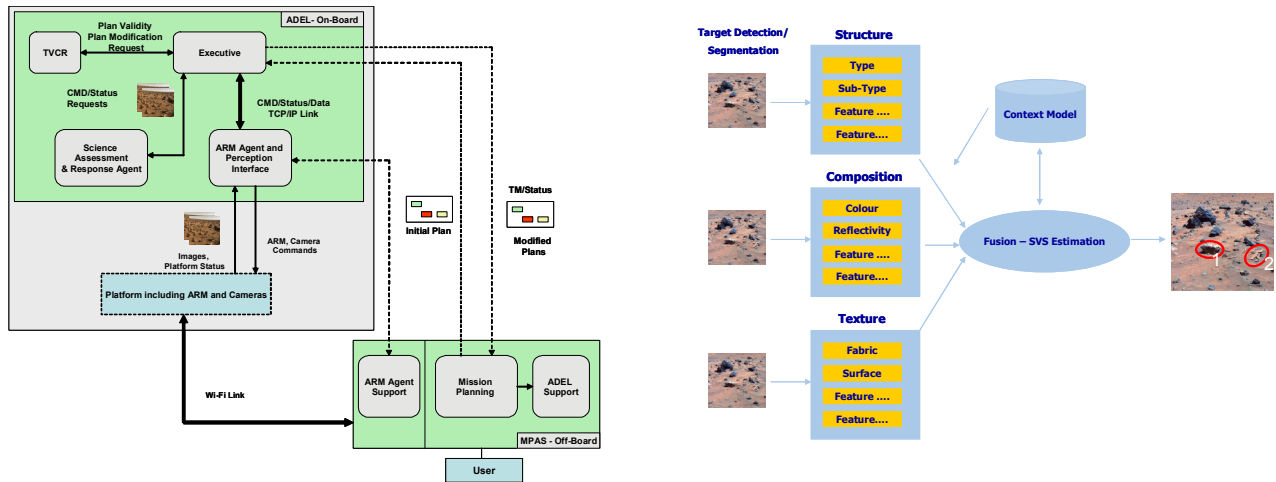 ADEL- On-Board
Plan Validity
Plan Modification
Request
TVCR
Executive
CMD/Status
Requests
CMD/Status/Data
TCP/IP Link
Science
Assessment
& Response Agent
ARM Agent and
Perception
Interface
Images,
Platform Status
ARM, Camera
Commands
Platform including ARM and Cameras
Initial Plan
TM/Status
Modified
Plans
Wi-Fi Link
ARM Agent
Support
Mission
Planning
ADEL
Support
MPAS - Off-Board
User
Target Detection/
Segmentation
Structure
Type
Sub-Type
Feature ....
Feature....
Composition
Colour
Reflectivity
Feature ....
Feature....
Texture
Fabric
Surface
Feature ....
Feature....
Context Model
Fusion – SVS Estimation
1
2